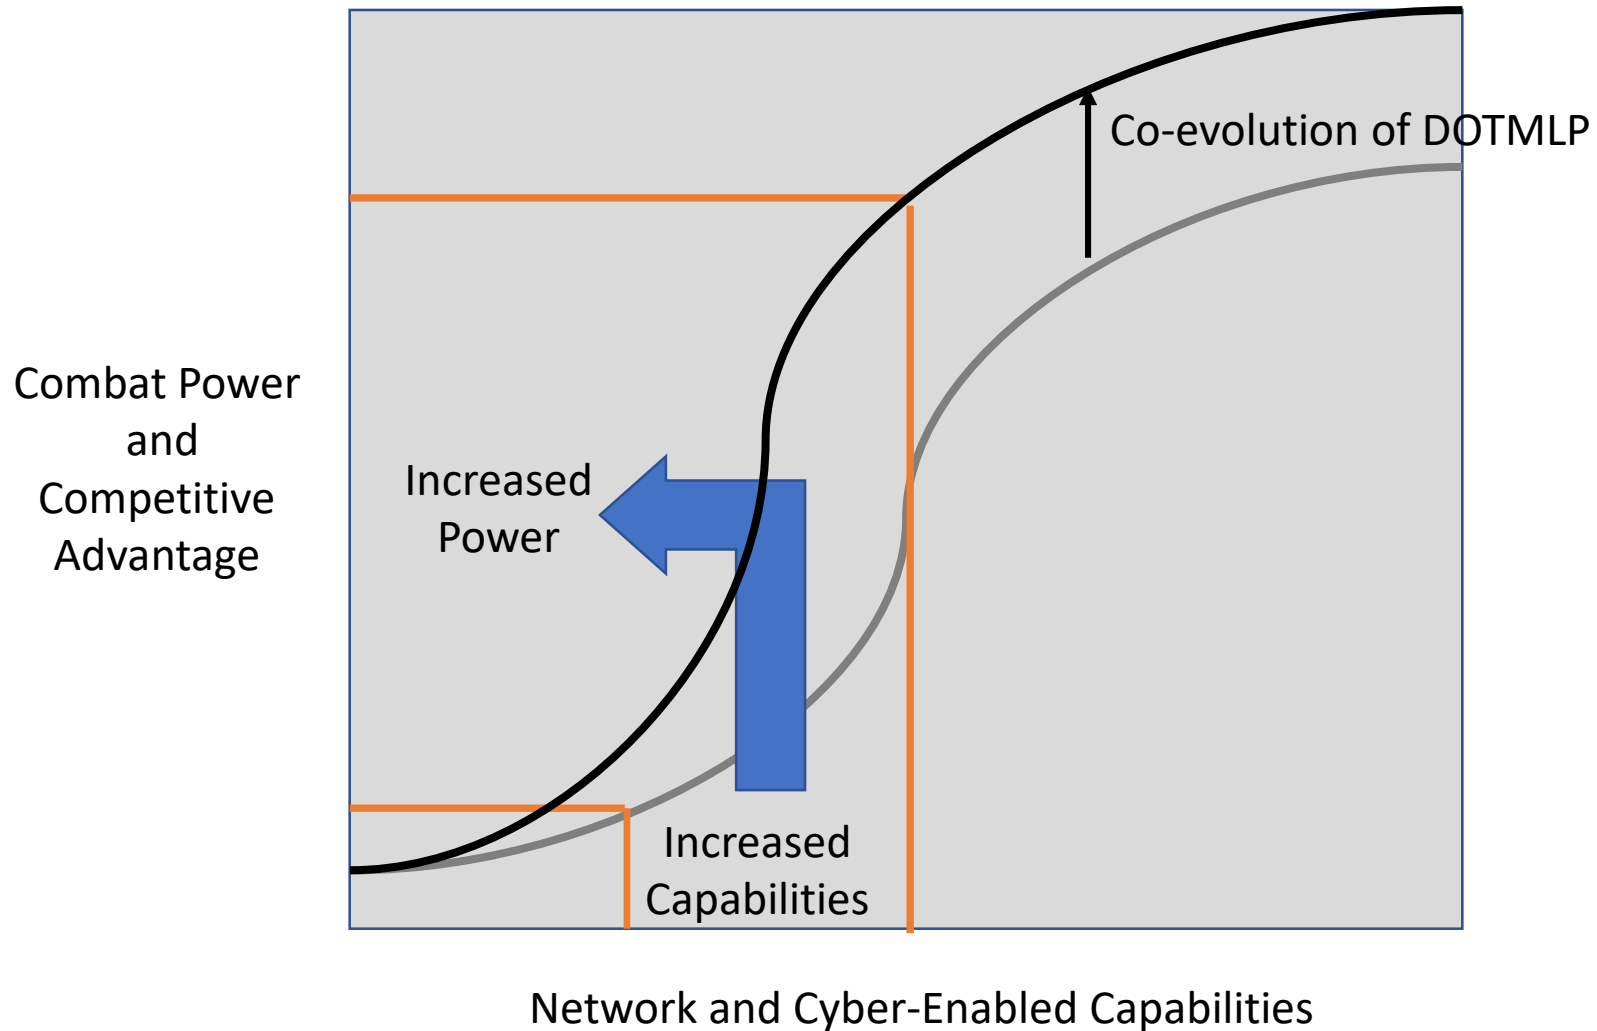 Co-evolution of DOTMLP
Combat Power
and
Competitive
Advantage
Increased
Power
Increased
Capabilities
Network and Cyber-Enabled Capabilities